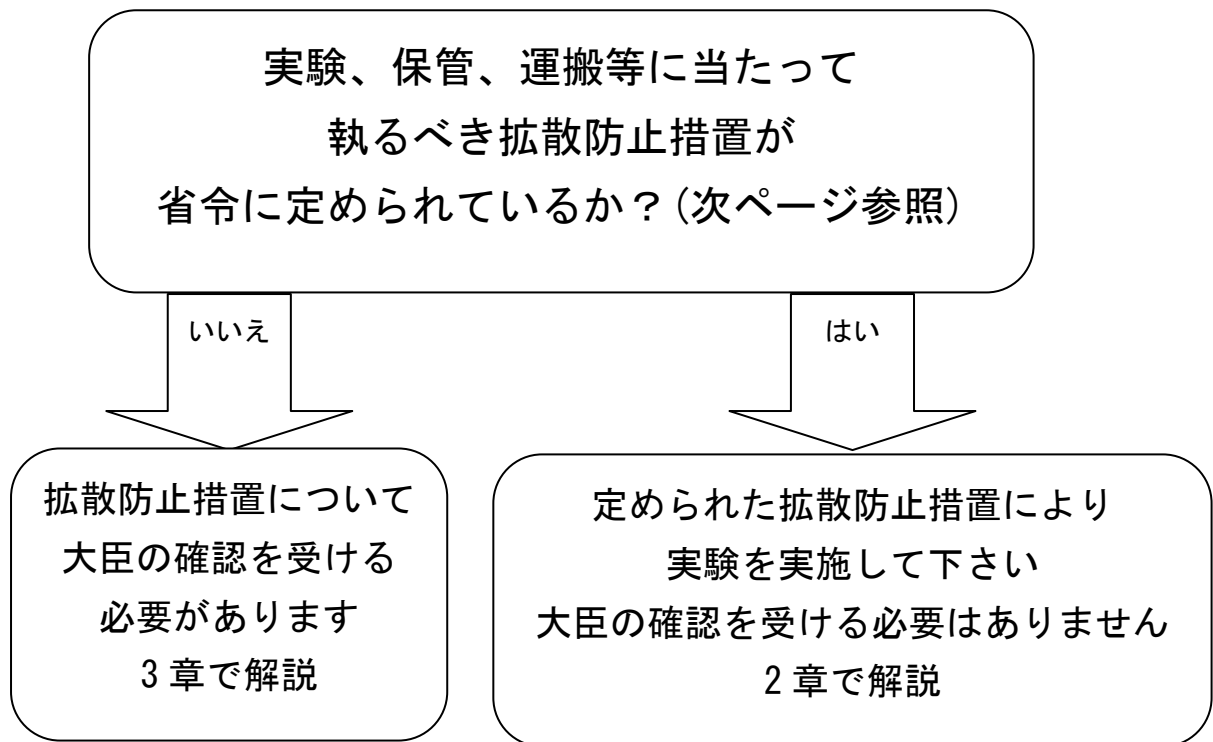 実験、保管、運搬等に当たって
執るべき拡散防止措置が
省令に定められているか？(次ページ参照)
いいえ
はい
拡散防止措置について
大臣の確認を受ける
必要があります
3章で解説
定められた拡散防止措置により
実験を実施して下さい
大臣の確認を受ける必要はありません
2章で解説